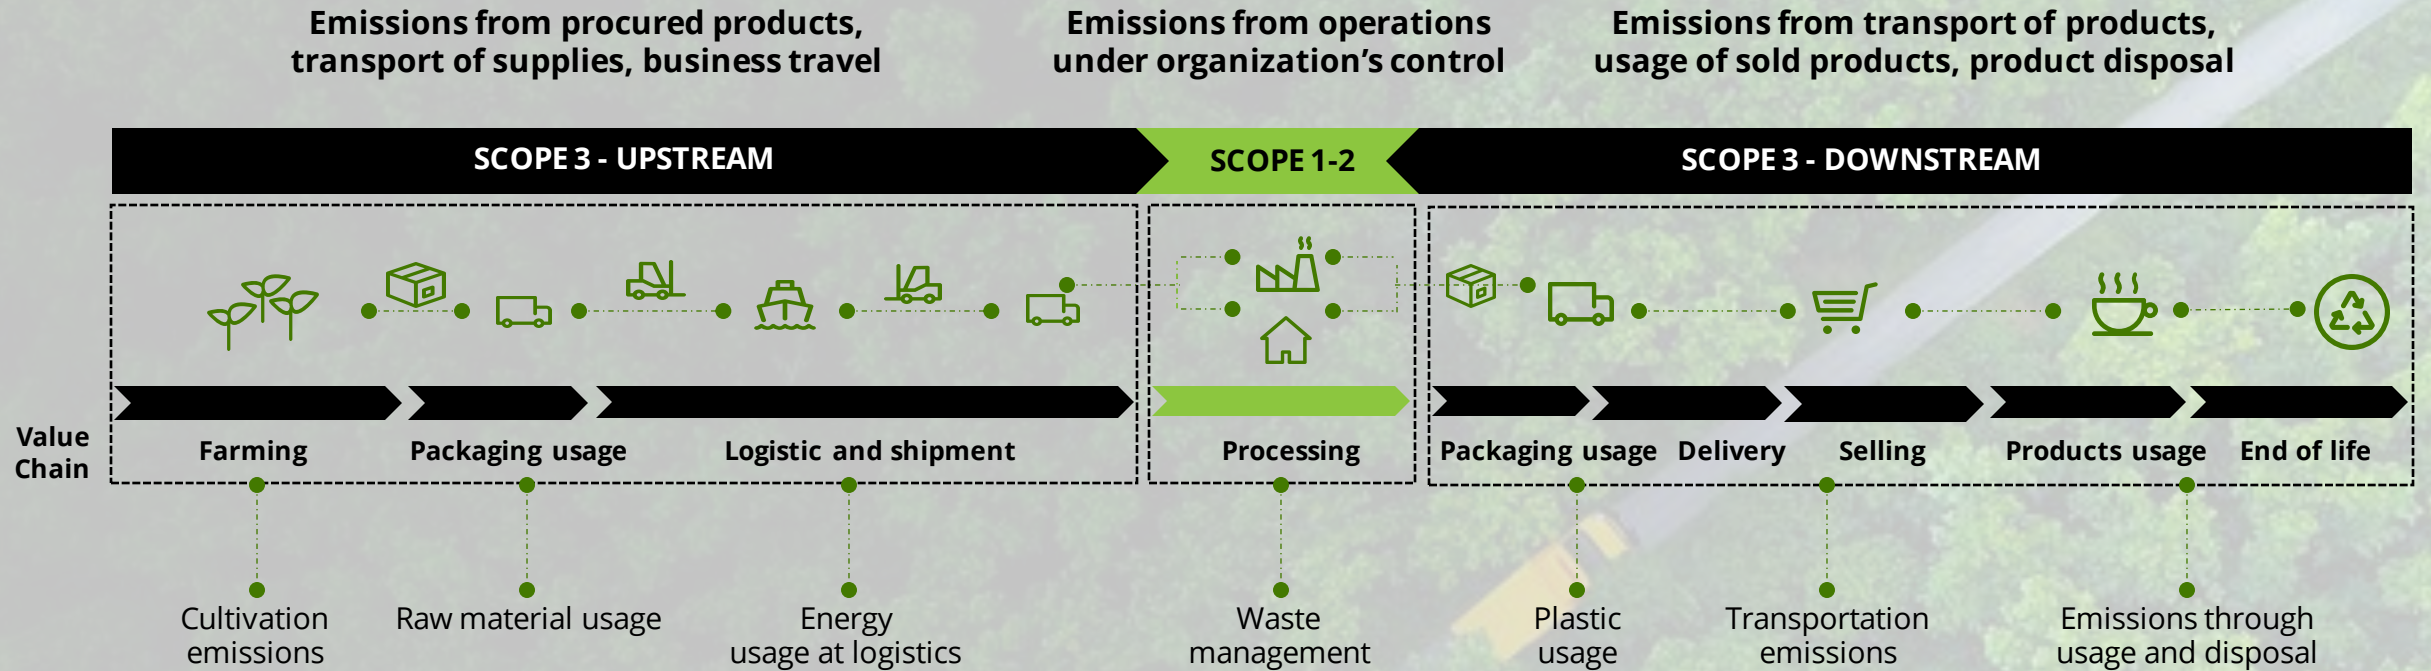 Emissions from procured products,
transport of supplies, business travel
Emissions from operations
under organization’s control
Emissions from transport of products,
usage of sold products, product disposal
SCOPE 3 - UPSTREAM
SCOPE 1-2
SCOPE 3 - DOWNSTREAM
Value
Chain
Farming
Packaging usage
Logistic and shipment
Processing
Packaging usage
Delivery
Selling
Products usage
End of life
Cultivation
emissions
Raw material usage
Energy
usage at logistics
Waste
management
Plastic
usage
Transportation
emissions
Emissions through
usage and disposal